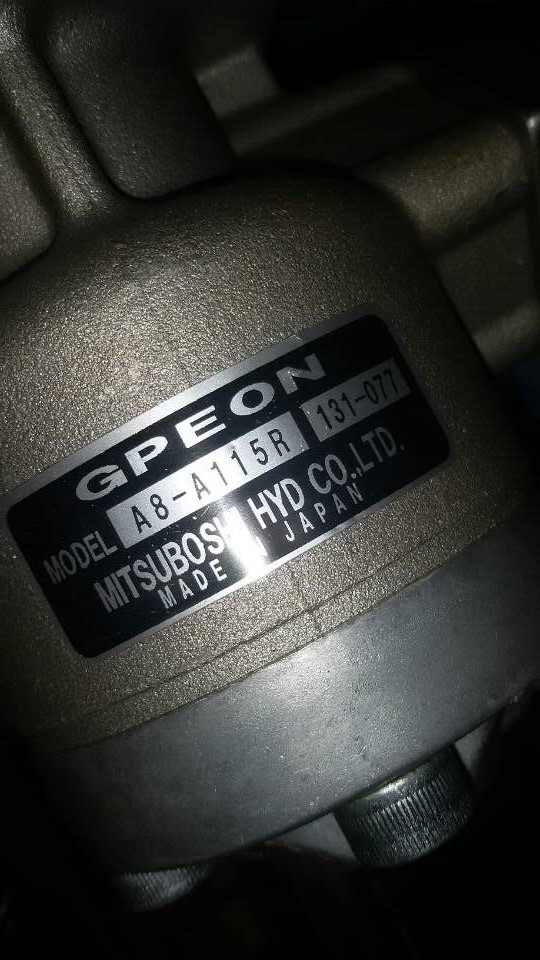 GPEON
MODEL A8-A115R 131-077
MITSUBOSHI HYD CO.,LTD.
MADE IN JAPAN